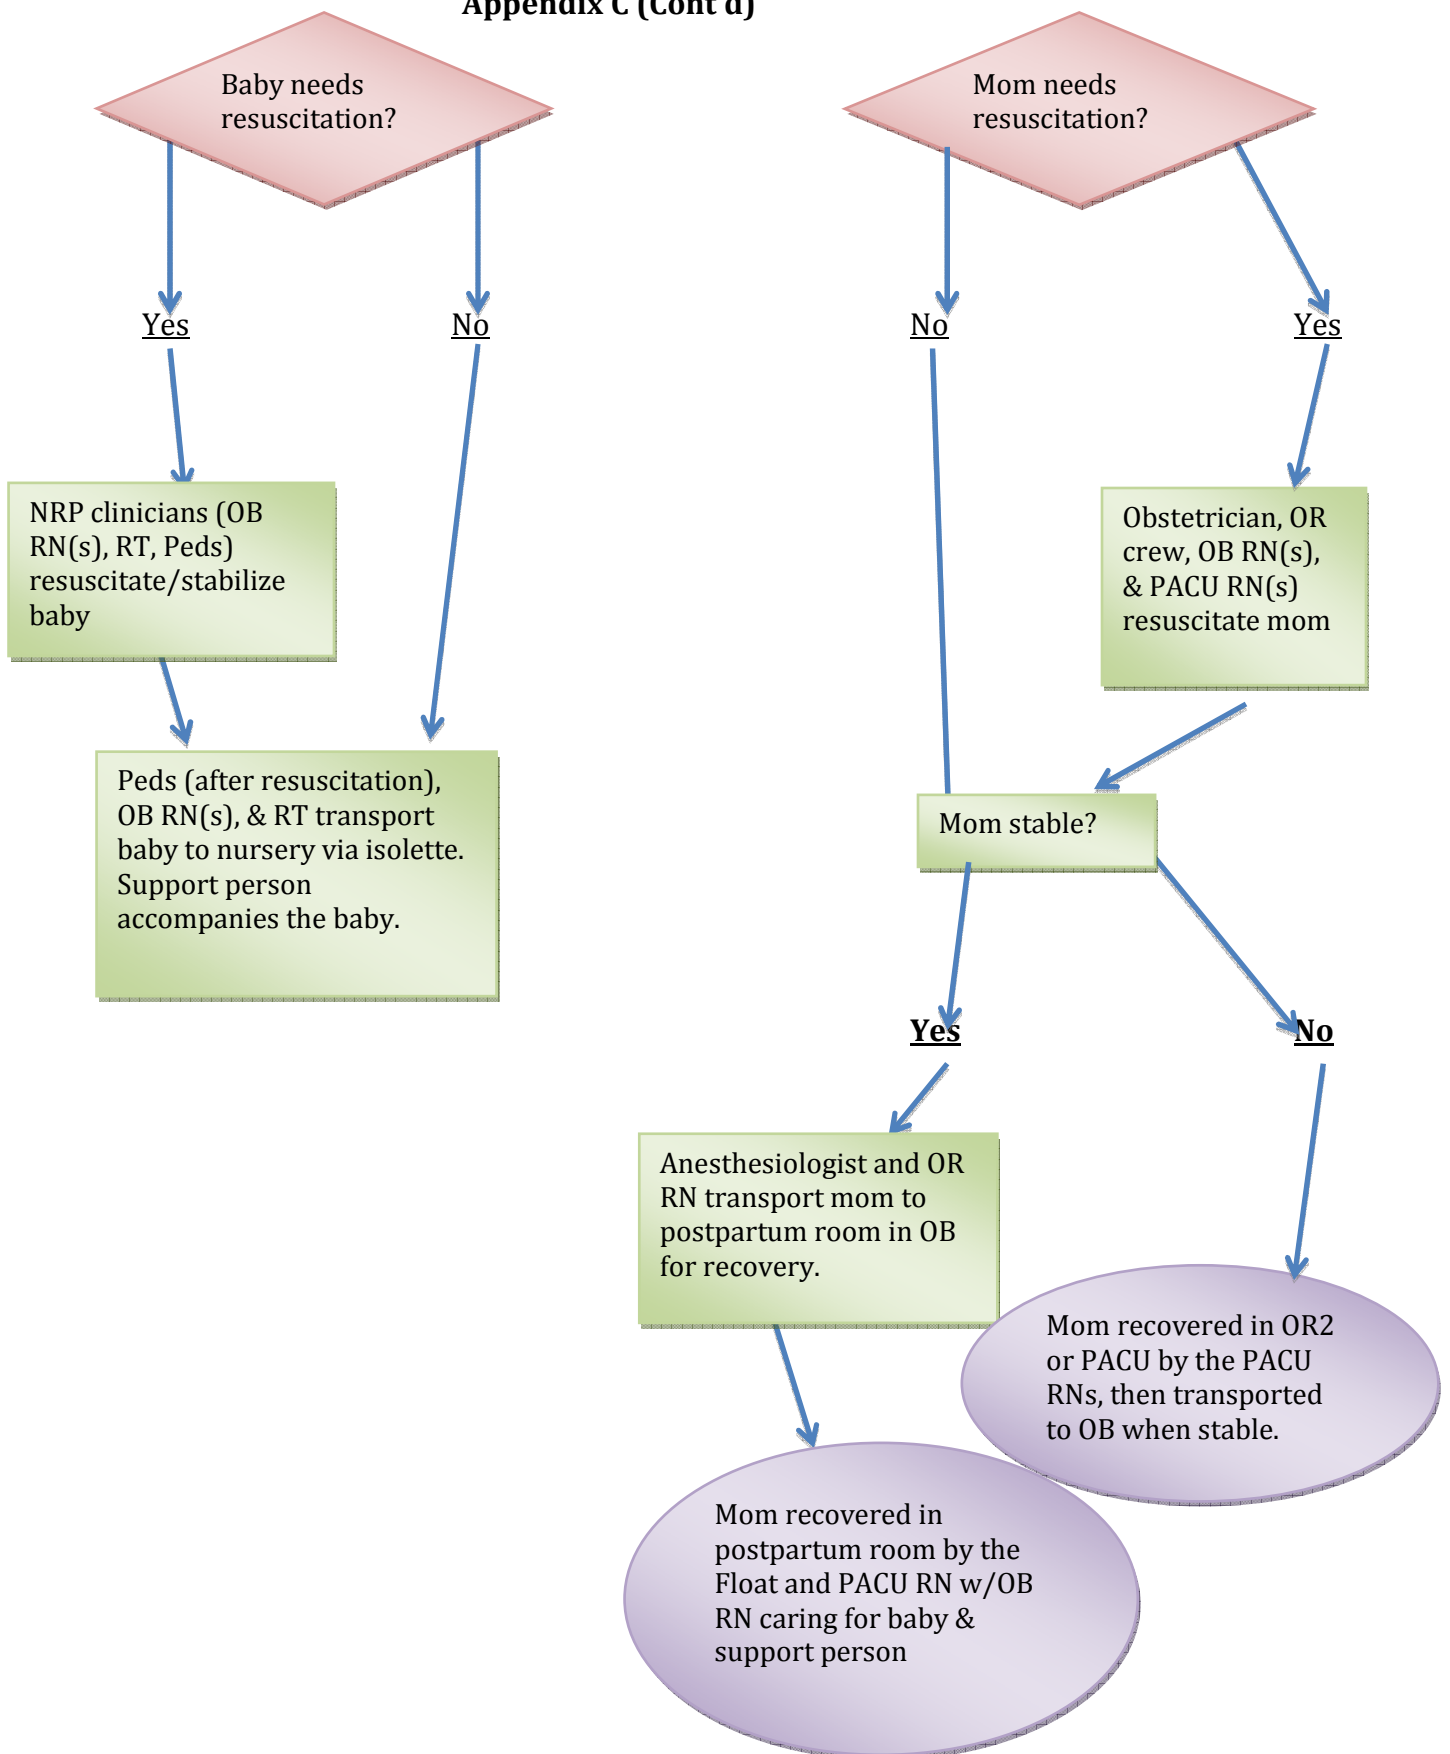 Appendix C (Cont'd)
Baby needs
resuscitation?
Mom needs
resuscitation?
Yes
No
No
Yes
NRP clinicians (OB
RN(s), RT, Peds)
resuscitate/stabilize
baby
Obstetrician, OR
crew, OB RN(s),
& PACU RN(s)
resuscitate mom
Peds (after resuscitation),
OB RN(s), & RT transport
baby to nursery via isolette.
Support person
accompanies the baby.
Mom stable?
Yes
No
Anesthesiologist and OR
RN transport mom to
postpartum room in OB
for recovery.
Mom recovered in OR2
or PACU by the PACU
RNs, then transported
to OB when stable.
Mom recovered in
postpartum room by the
Float and PACU RN w/OB
RN caring for baby &
support person